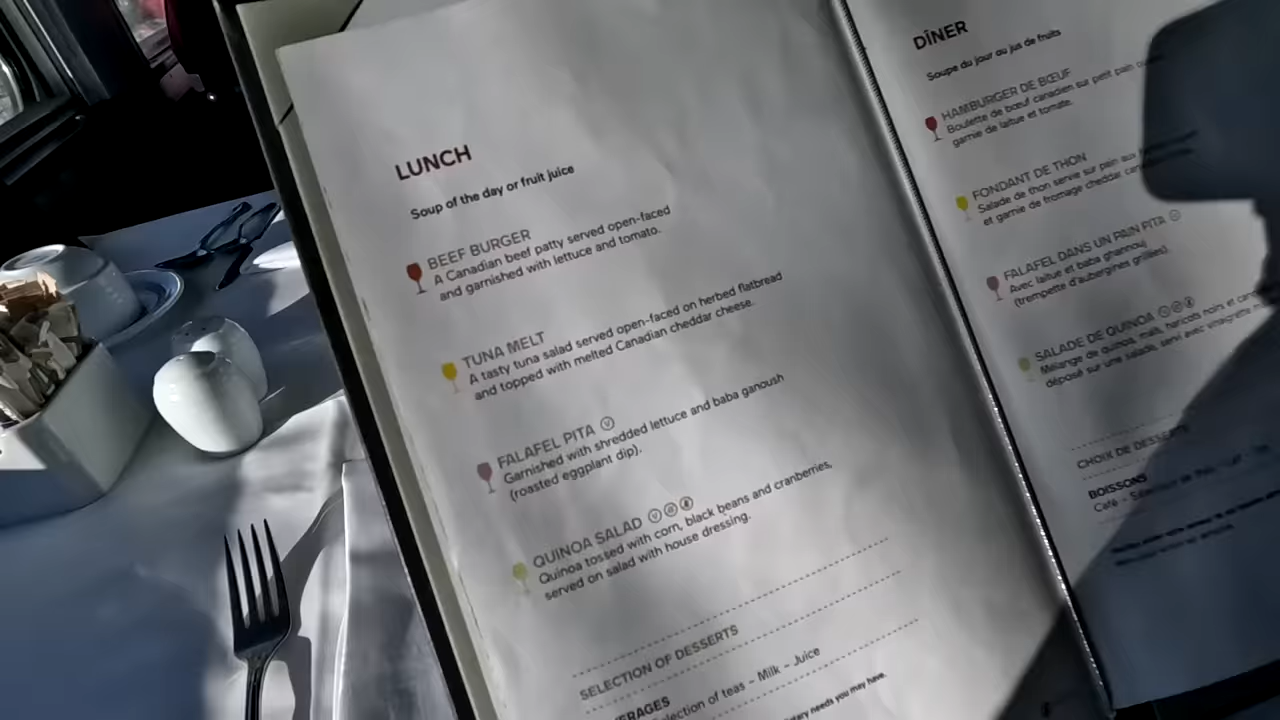 LUNCH
Soup of the day or fruit juice
BEEF BURGER
A Canadian beef patty served open-faced
and garnished with lettuce and tomato.
TUNA MELT
A tasty tuna salad served open-faced on herbed flatbread
and topped with melted Canadian cheddar cheese.
FALAFEL PITA V
Garnished with shredded lettuce and baba ganoush
(roasted eggplant dip).
QUINOA SALAD
Quinoa tossed with corn, black beans and cranberries,
served on salad with house dressing.
SELECTION OF DESSERTS
ERAGES
lection of teas – Milk – Juice
etary needs you may have.
DÎNER
Soupe du jour ou jus de fruits
HAMBURGER DE BŒUF
Boulette de bœuf canadien sur petit pain
garnie de laitue et tomate.
FONDANT DE THON
Salade de thon servie sur pain aux
et garnie de fromage cheddar
FALAFEL DANS UN PAIN PITA
Avec laitue et baba ghannouj
(trempette d'aubergines grillées).
SALADE DE QUINOA
Mélange de quinoa, maïs, haricots noirs et
déposé sur une salade, servi avec vinaigrette
CHOIX DE DESSERTS
BOISSONS
Café – Sélection de